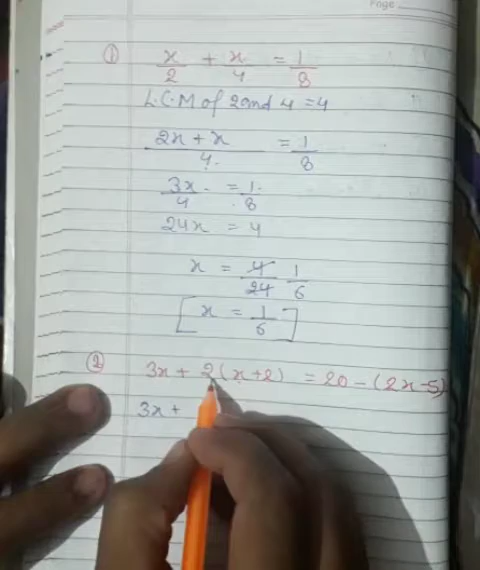 Page
① x/2 + x/4 = 1/8
L.C.M of 2 and 4 = 4
2x + x/4 = 1/8
3x/4 = 1/8
24x = 4
x = 4/24 1/6
[x = 1/6]
② 3x + 2(x+2) = 20 - (2x-5)
3x +